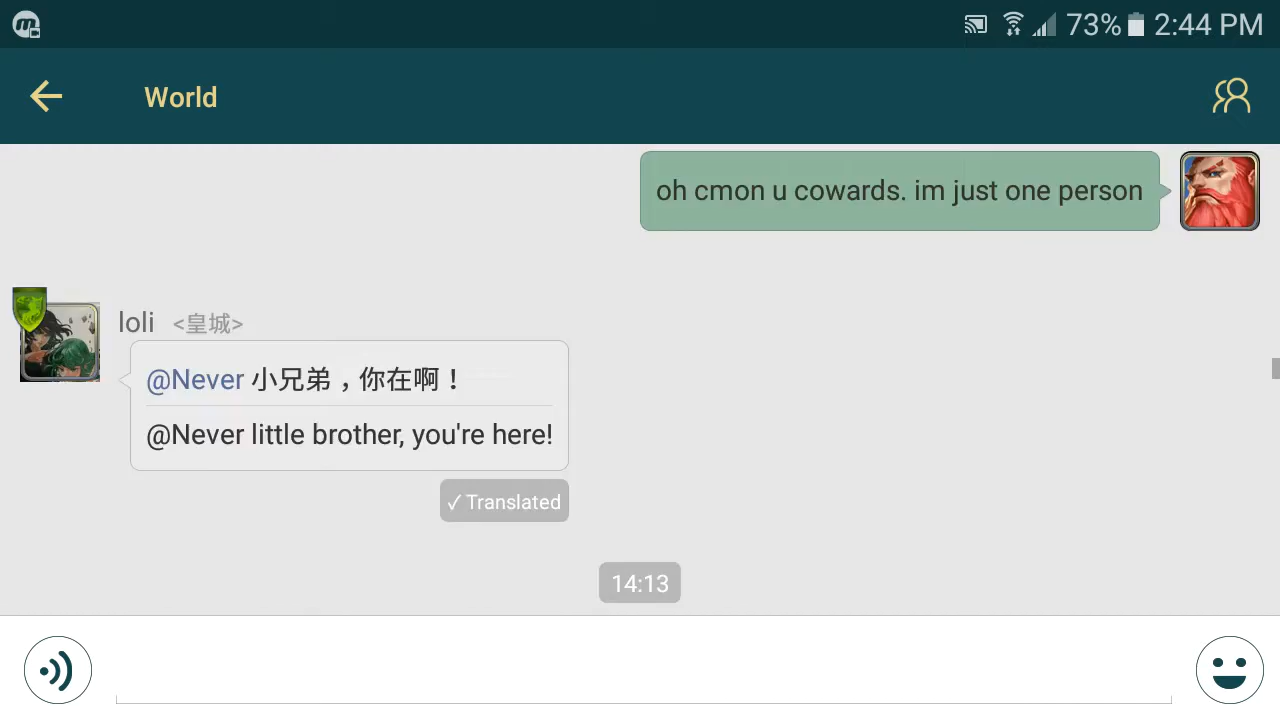 73% 2:44 PM
World
oh cmon u cowards. im just one person
loli <皇城>
@Never 小兄弟，你在啊！
@Never little brother, you're here!
✓ Translated
14:13